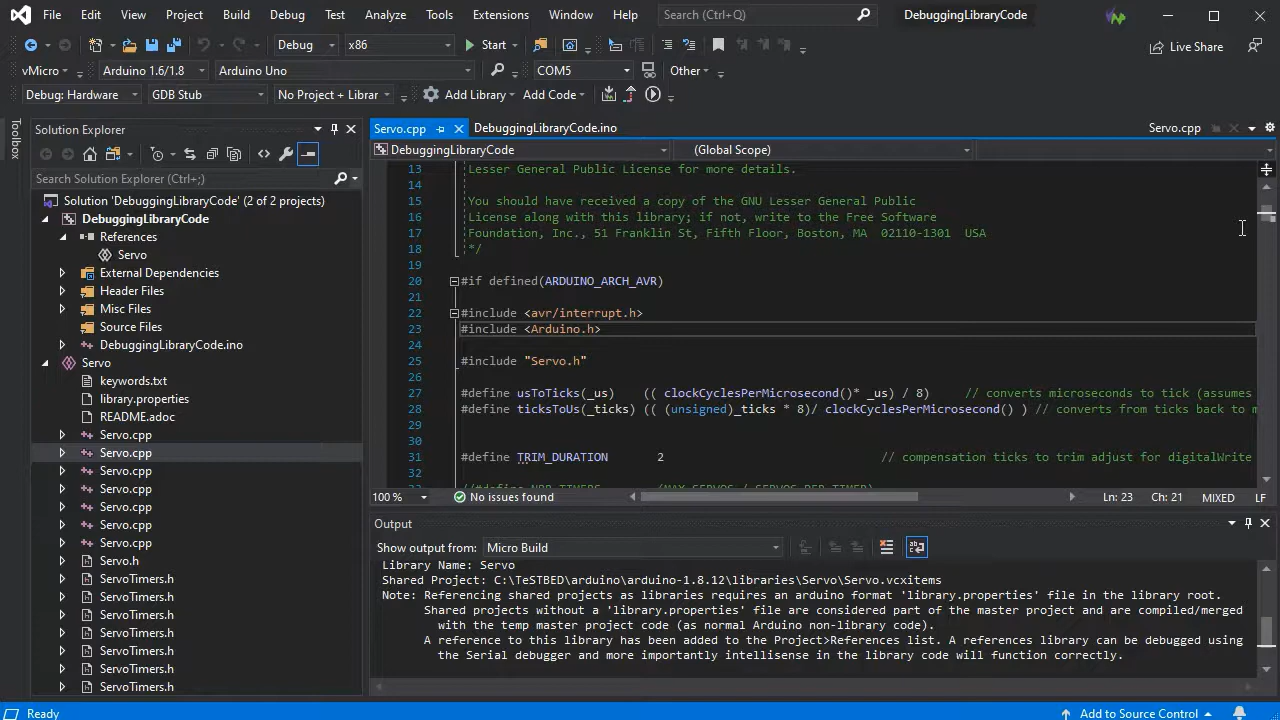 File Edit View Project Build Debug Test Analyze Tools Extensions Window Help Search (Ctrl+Q) DebuggingLibraryCode
Debug x86 Start Live Share
vMicro Arduino 1.6/1.8 Arduino Uno COM5 Other
Debug: Hardware GDB Stub No Project + Librar Add Library Add Code
Toolbox
Solution Explorer
Search Solution Explorer (Ctrl+;)
Solution 'DebuggingLibraryCode' (2 of 2 projects)
DebuggingLibraryCode
References
Servo
External Dependencies
Header Files
Misc Files
Source Files
DebuggingLibraryCode.ino
Servo
keywords.txt
library.properties
README.adoc
Servo.cpp
Servo.cpp
Servo.cpp
Servo.cpp
Servo.cpp
Servo.cpp
Servo.cpp
Servo.h
ServoTimers.h
ServoTimers.h
ServoTimers.h
ServoTimers.h
ServoTimers.h
ServoTimers.h
ServoTimers.h
Servo.cpp DebuggingLibraryCode.ino Servo.cpp
DebuggingLibraryCode (Global Scope)
13 Lesser General Public License for more details.
14
15 You should have received a copy of the GNU Lesser General Public
16 License along with this library; if not, write to the Free Software
17 Foundation, Inc., 51 Franklin St, Fifth Floor, Boston, MA  02110-1301  USA
18 */
19
20 #if defined(ARDUINO_ARCH_AVR)
21
22 #include <avr/interrupt.h>
23 #include <Arduino.h>
24
25 #include "Servo.h"
26
27 #define usToTicks(_us)    (( clockCyclesPerMicrosecond()* _us) / 8)     // converts microseconds to tick (assumes
28 #define ticksToUs(_ticks) (( (unsigned)_ticks * 8)/ clockCyclesPerMicrosecond() ) // converts from ticks back to m
29
30
31 #define TRIM_DURATION       2                               // compensation ticks to trim adjust for digitalWrite
32
33 //#define NBR_TIMERS        (MAX_SERVOS / SERVOS_PER_TIMER)
100 % No issues found Ln: 23 Ch: 21 MIXED LF
Output
Show output from: Micro Build
Library Name: Servo
Shared Project: C:\TeSTBED\arduino\arduino-1.8.12\libraries\Servo\Servo.vcxitems
Note: Referencing shared projects as libraries requires an arduino format 'library.properties' file in the library root.
Shared projects without a 'library.properties' file are considered part of the master project and are compiled/merged
with the temp master project code (as normal Arduino non-library code).
A reference to this library has been added to the Project>References list. A references library can be debugged using
the Serial debugger and more importantly intellisense in the library code will function correctly.
Ready Add to Source Control